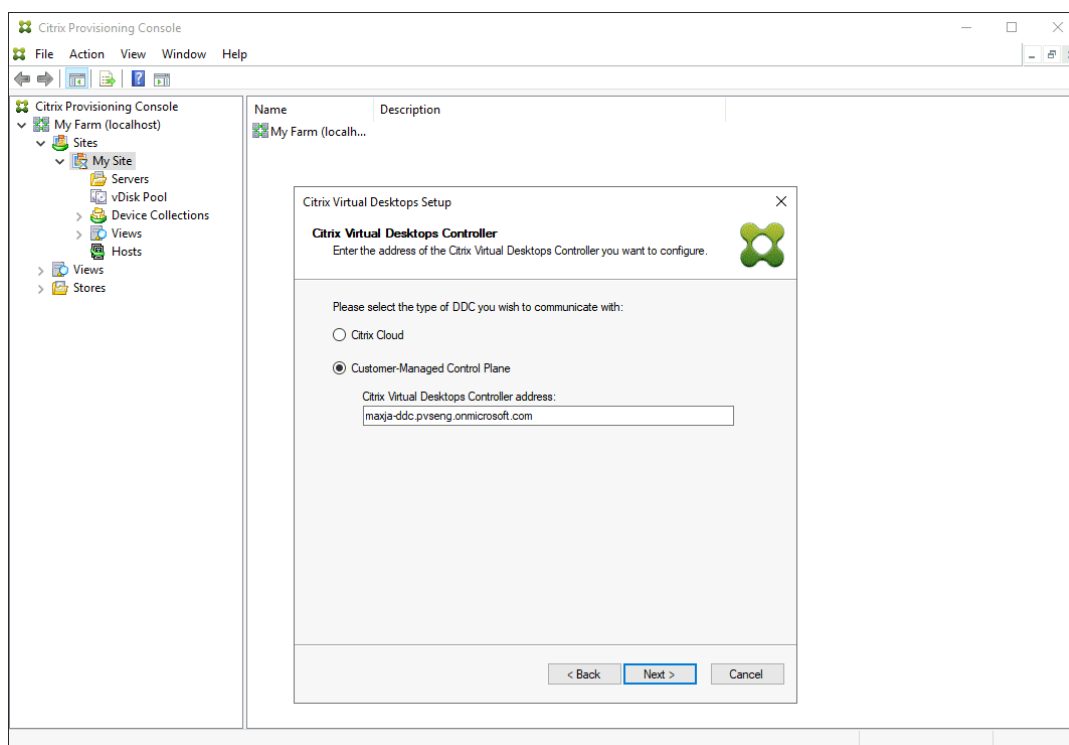 Citrix Provisioning Console
File Action View Window Help
Citrix Provisioning Console
My Farm (localhost)
Sites
My Site
Servers
vDisk Pool
Device Collections
Views
Hosts
Views
Stores
Name Description
My Farm (localh...
Citrix Virtual Desktops Setup
Citrix Virtual Desktops Controller
Enter the address of the Citrix Virtual Desktops Controller you want to configure.
Please select the type of DDC you wish to communicate with:
Citrix Cloud
Customer-Managed Control Plane
Citrix Virtual Desktops Controller address:
maxja-ddc.pvseng.onmicrosoft.com
< Back Next > Cancel